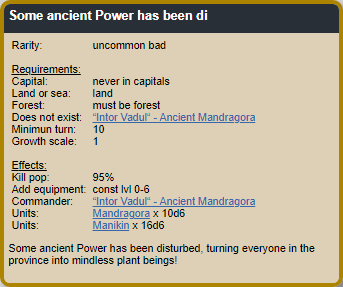 Some ancient Power has been di
Rarity: uncommon bad
Requirements:
Capital: never in capitals
Land or sea: land
Forest: must be forest
Does not exist: “Intor Vadul“ - Ancient Mandragora
Minimun turn: 10
Growth scale: 1
Effects:
Kill pop: 95%
Add equipment: const lvl 0-6
Commander: “Intor Vadul“ - Ancient Mandragora
Units: Mandragora x 10d6
Units: Manikin x 16d6
Some ancient Power has been disturbed, turning everyone in the
province into mindless plant beings!